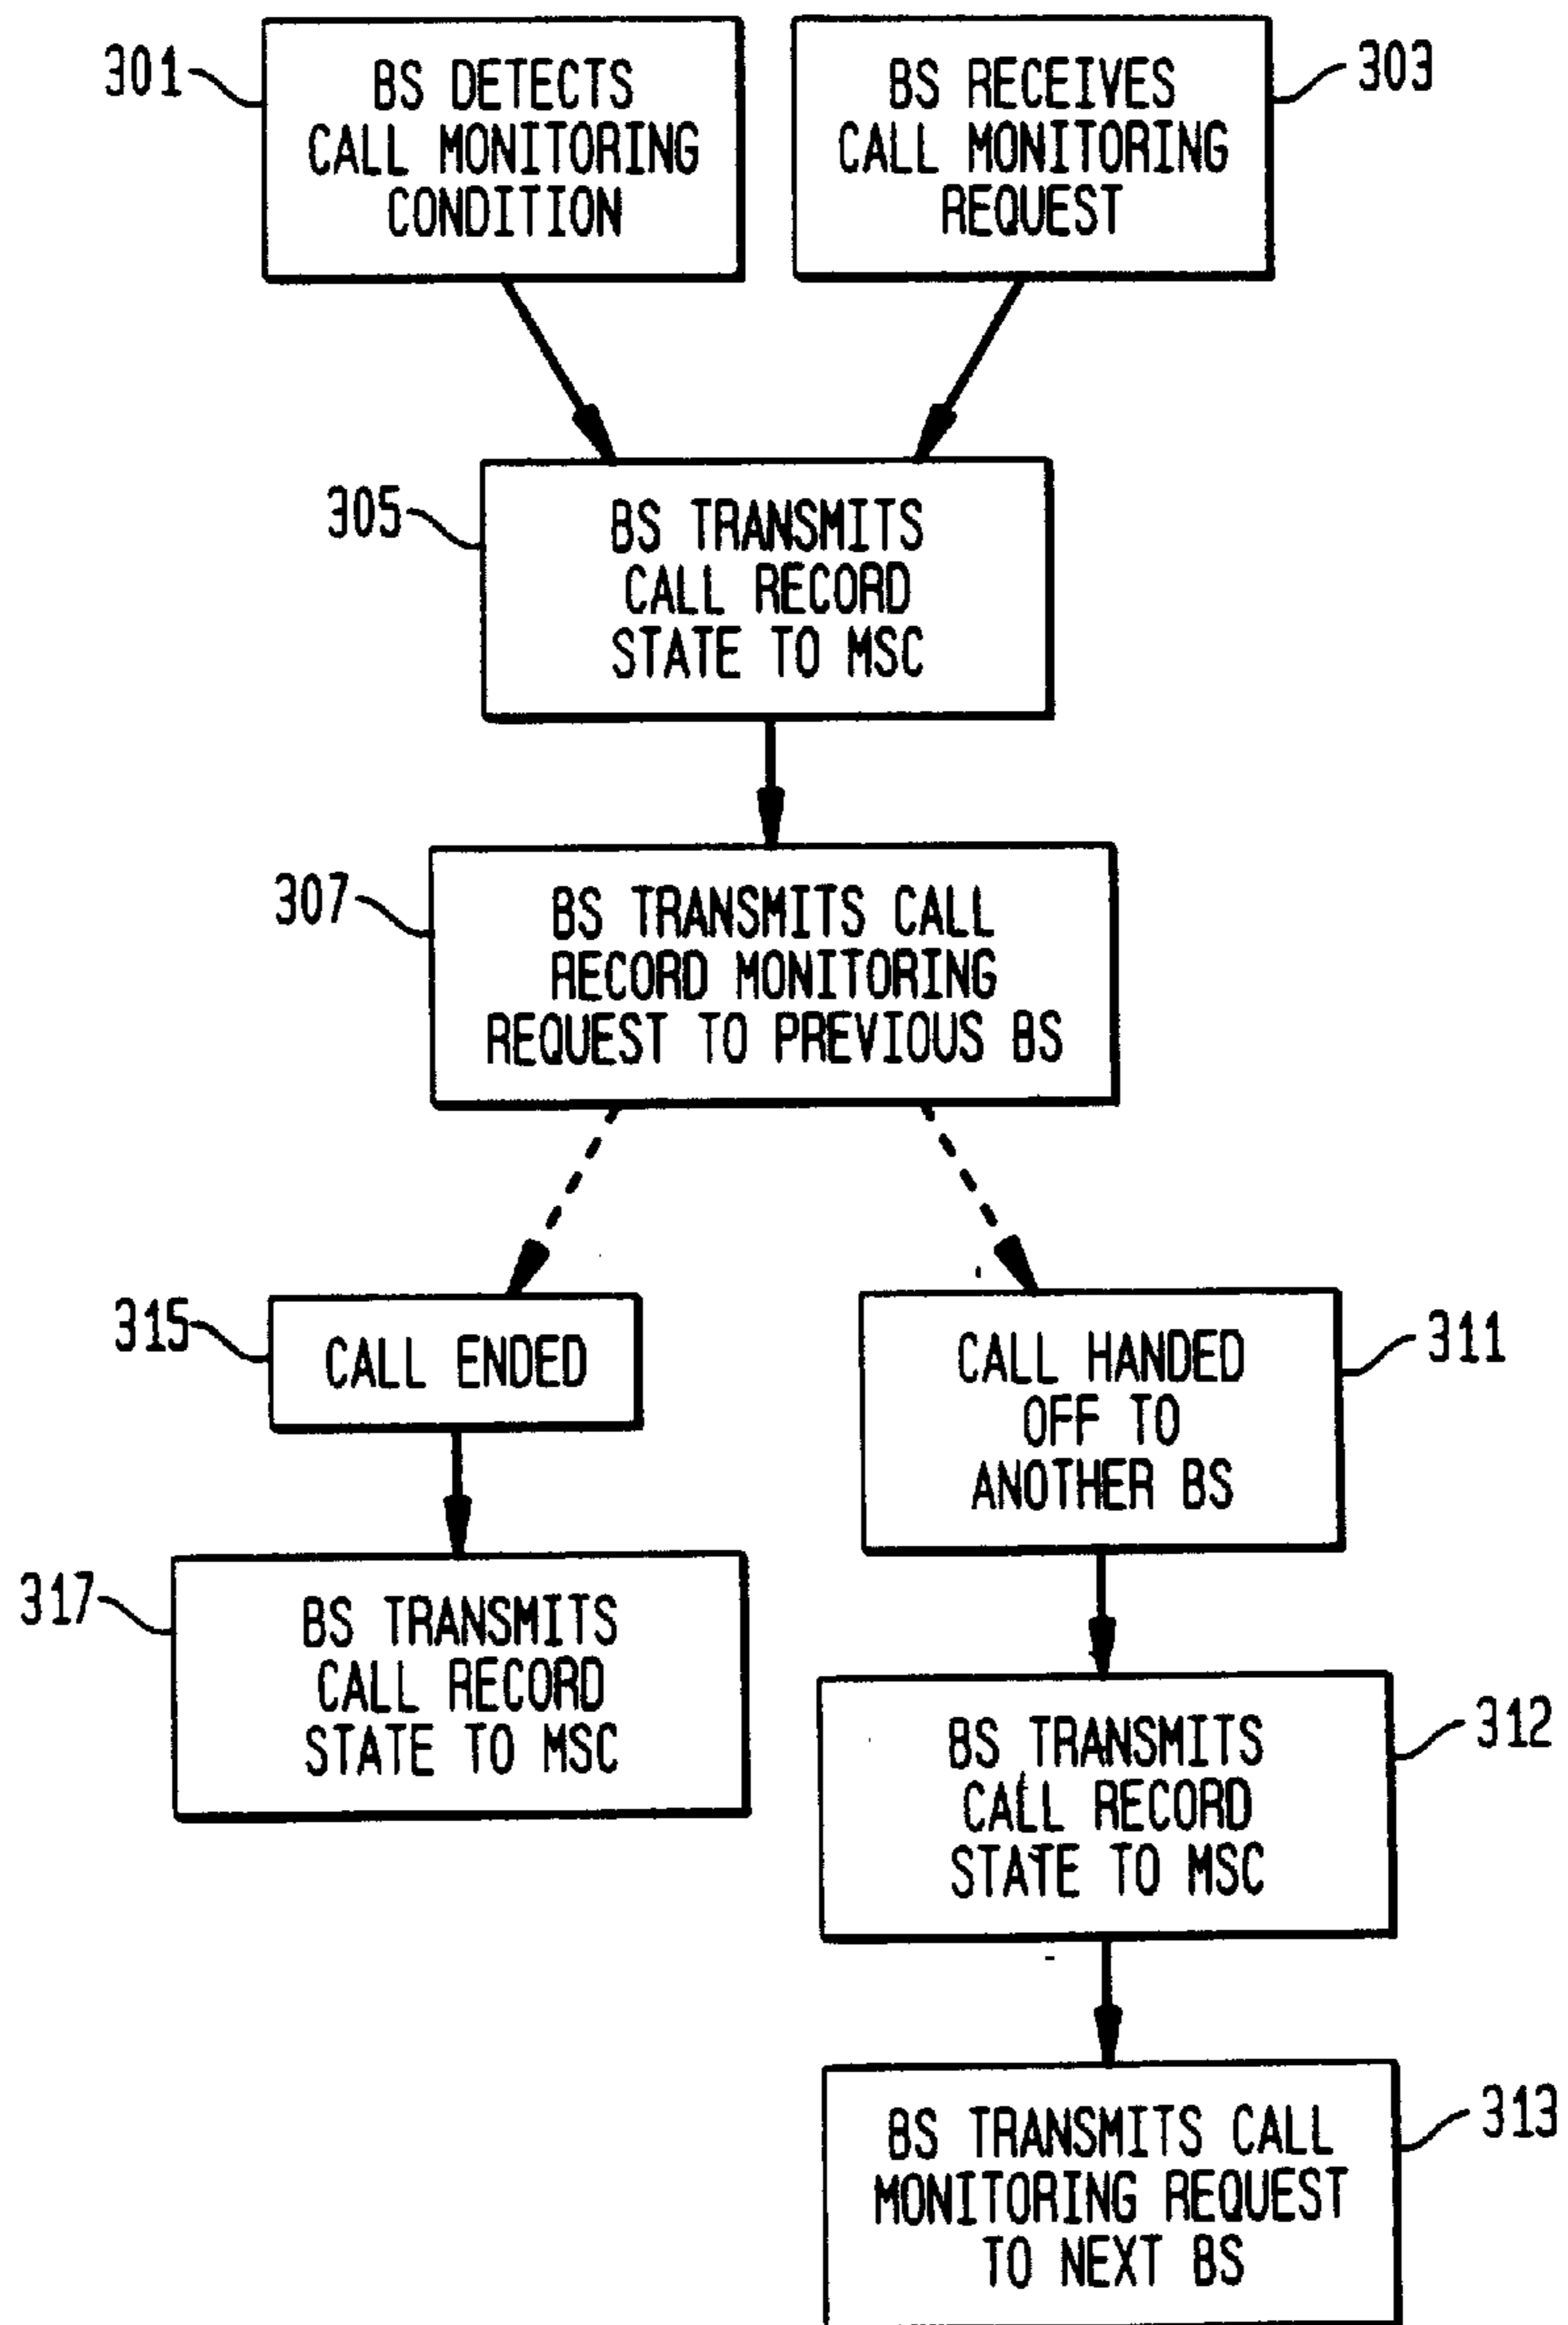 301
BS DETECTS
CALL MONITORING
CONDITION
303
BS RECEIVES
CALL MONITORING
REQUEST
305
BS TRANSMITS
CALL RECORD
STATE TO MSC
307
BS TRANSMITS CALL
RECORD MONITORING
REQUEST TO PREVIOUS BS
315
CALL ENDED
311
CALL HANDED
OFF TO
ANOTHER BS
317
BS TRANSMITS
CALL RECORD
STATE TO MSC
312
BS TRANSMITS
CALL RECORD
STATE TO MSC
313
BS TRANSMITS CALL
MONITORING REQUEST
TO NEXT BS